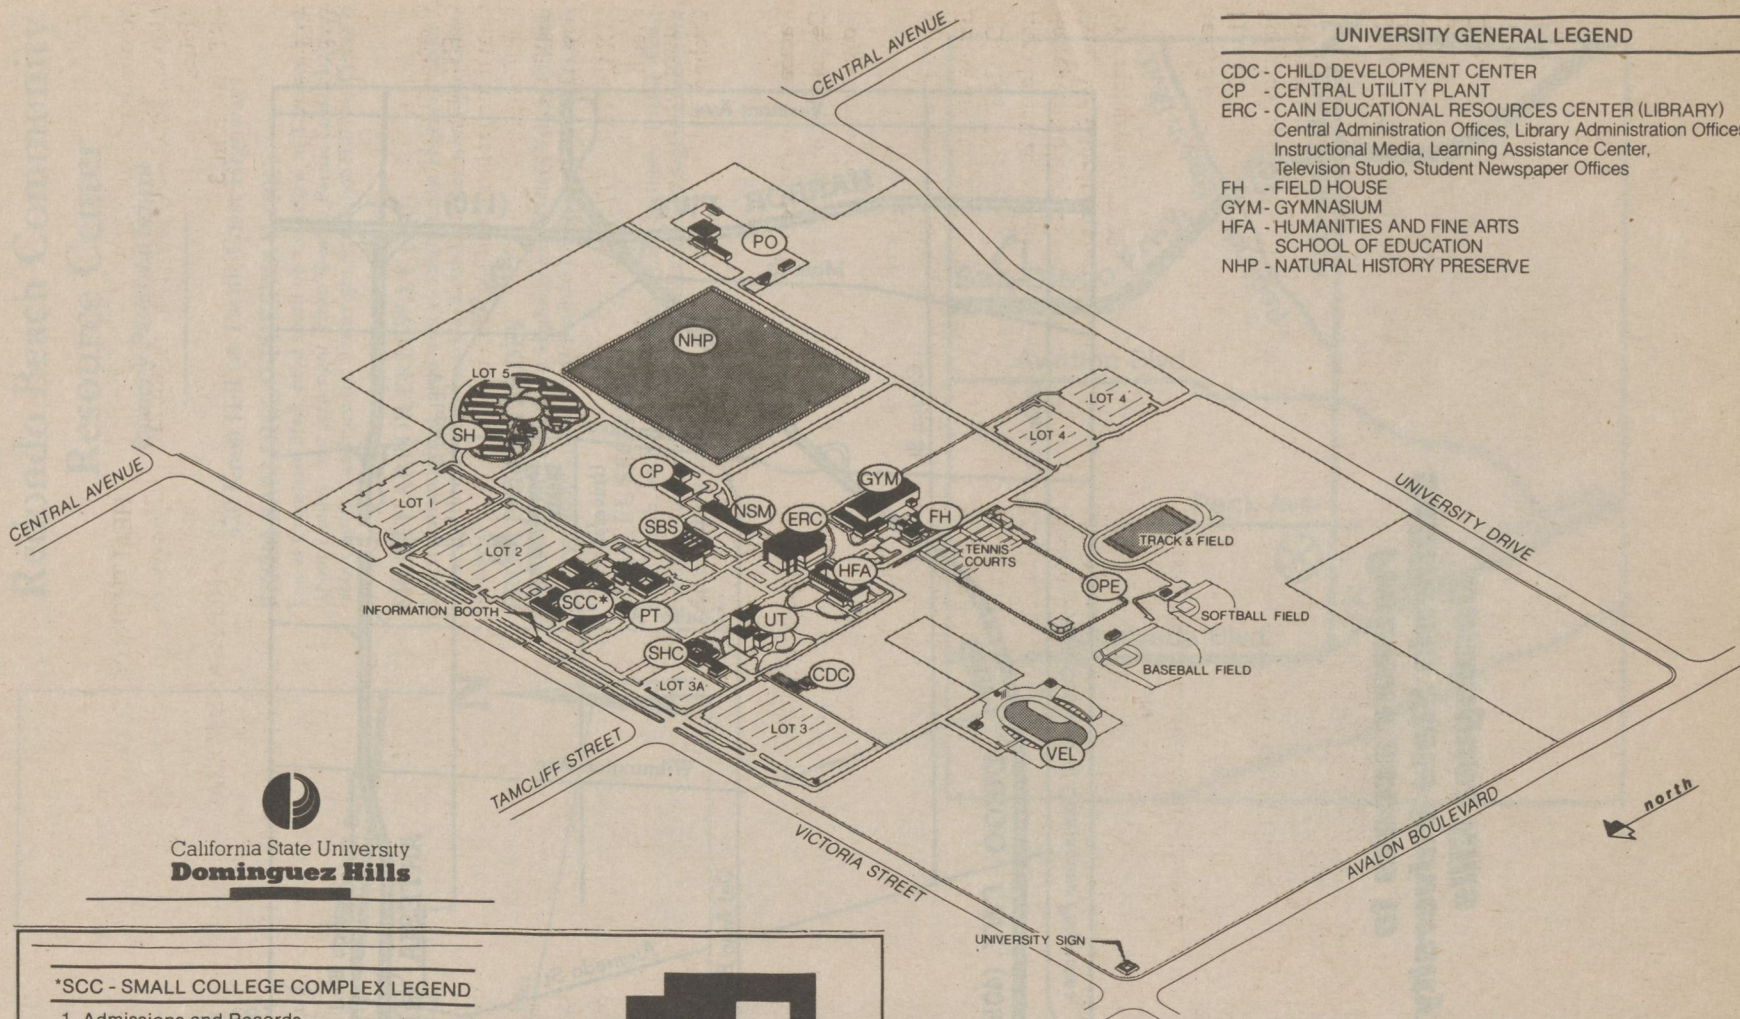 CENTRAL AVENUE
UNIVERSITY GENERAL LEGEND
CDC - CHILD DEVELOPMENT CENTER
CP - CENTRAL UTILITY PLANT
ERC - CAIN EDUCATIONAL RESOURCES CENTER (LIBRARY)
Central Administration Offices, Library Administration Offices
Instructional Media, Learning Assistance Center,
Television Studio, Student Newspaper Offices
FH - FIELD HOUSE
GYM - GYMNASIUM
HFA - HUMANITIES AND FINE ARTS
SCHOOL OF EDUCATION
NHP - NATURAL HISTORY PRESERVE
PO
NHP
LOT 5
SH
LOT 4
LOT 4
CENTRAL AVENUE
LOT 1
LOT 2
CP
NSM
SBS
ERC
GYM
FH
HFA
TENNIS
COURTS
TRACK & FIELD
UNIVERSITY DRIVE
OPE
SOFTBALL FIELD
BASEBALL FIELD
INFORMATION BOOTH
SCC*
PT
UT
SHC
LOT 3A
CDC
LOT 3
VEL
TAMCLIFF STREET
VICTORIA STREET
AVALON BOULEVARD
north
UNIVERSITY SIGN
California State University
Dominguez Hills
*SCC - SMALL COLLEGE COMPLEX LEGEND
1. Admissions and Records